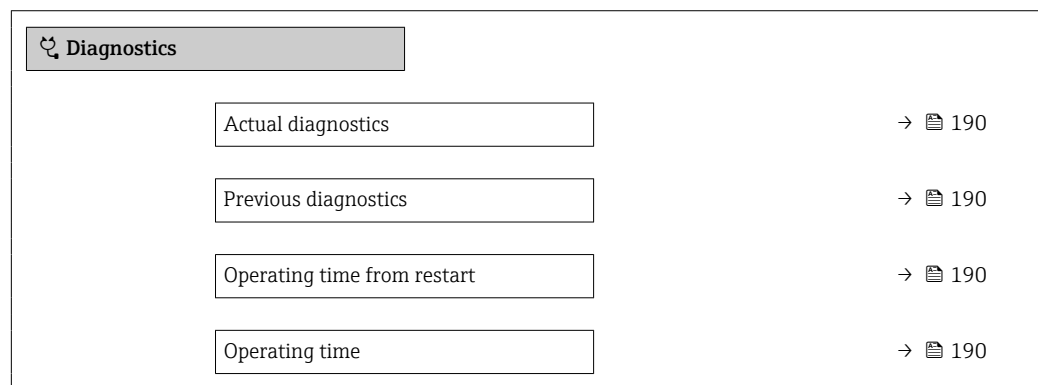 Diagnostics
Actual diagnostics → 190
Previous diagnostics → 190
Operating time from restart → 190
Operating time → 190